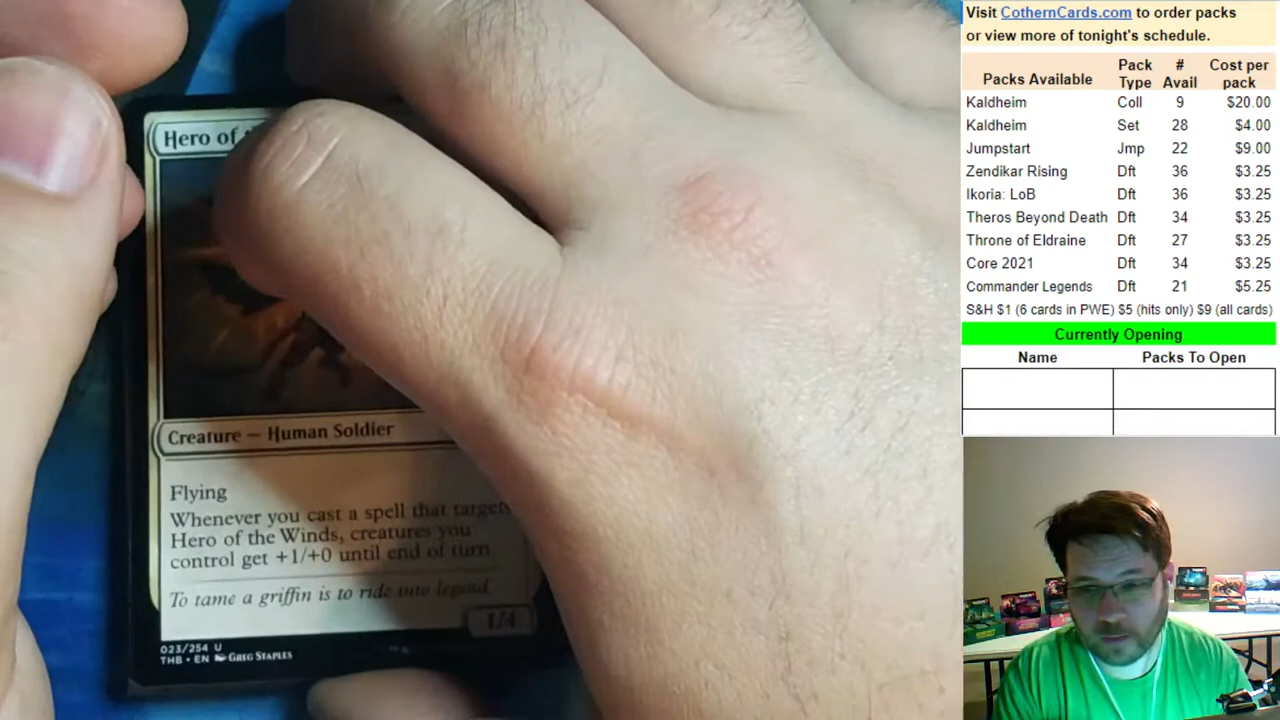 Hero of
Creature — Human Soldier
Flying
Whenever you cast a spell that target
Hero of the Winds, creatures you
control get +1/+0 until end of turn
To tame a griffin is to ride into legend.
1/4
023/254 U
THB • EN GREG STAPLES
Visit CothernCards.com to order packs
or view more of tonight's schedule.
Packs Available Pack Type # Avail Cost per pack
Kaldheim Coll 9 $20.00
Kaldheim Set 28 $4.00
Jumpstart Jmp 22 $9.00
Zendikar Rising Dft 36 $3.25
Ikoria: LoB Dft 36 $3.25
Theros Beyond Death Dft 34 $3.25
Throne of Eldraine Dft 27 $3.25
Core 2021 Dft 34 $3.25
Commander Legends Dft 21 $5.25
S&H $1 (6 cards in PWE) $5 (hits only) $9 (all cards)
Currently Opening
Name Packs To Open